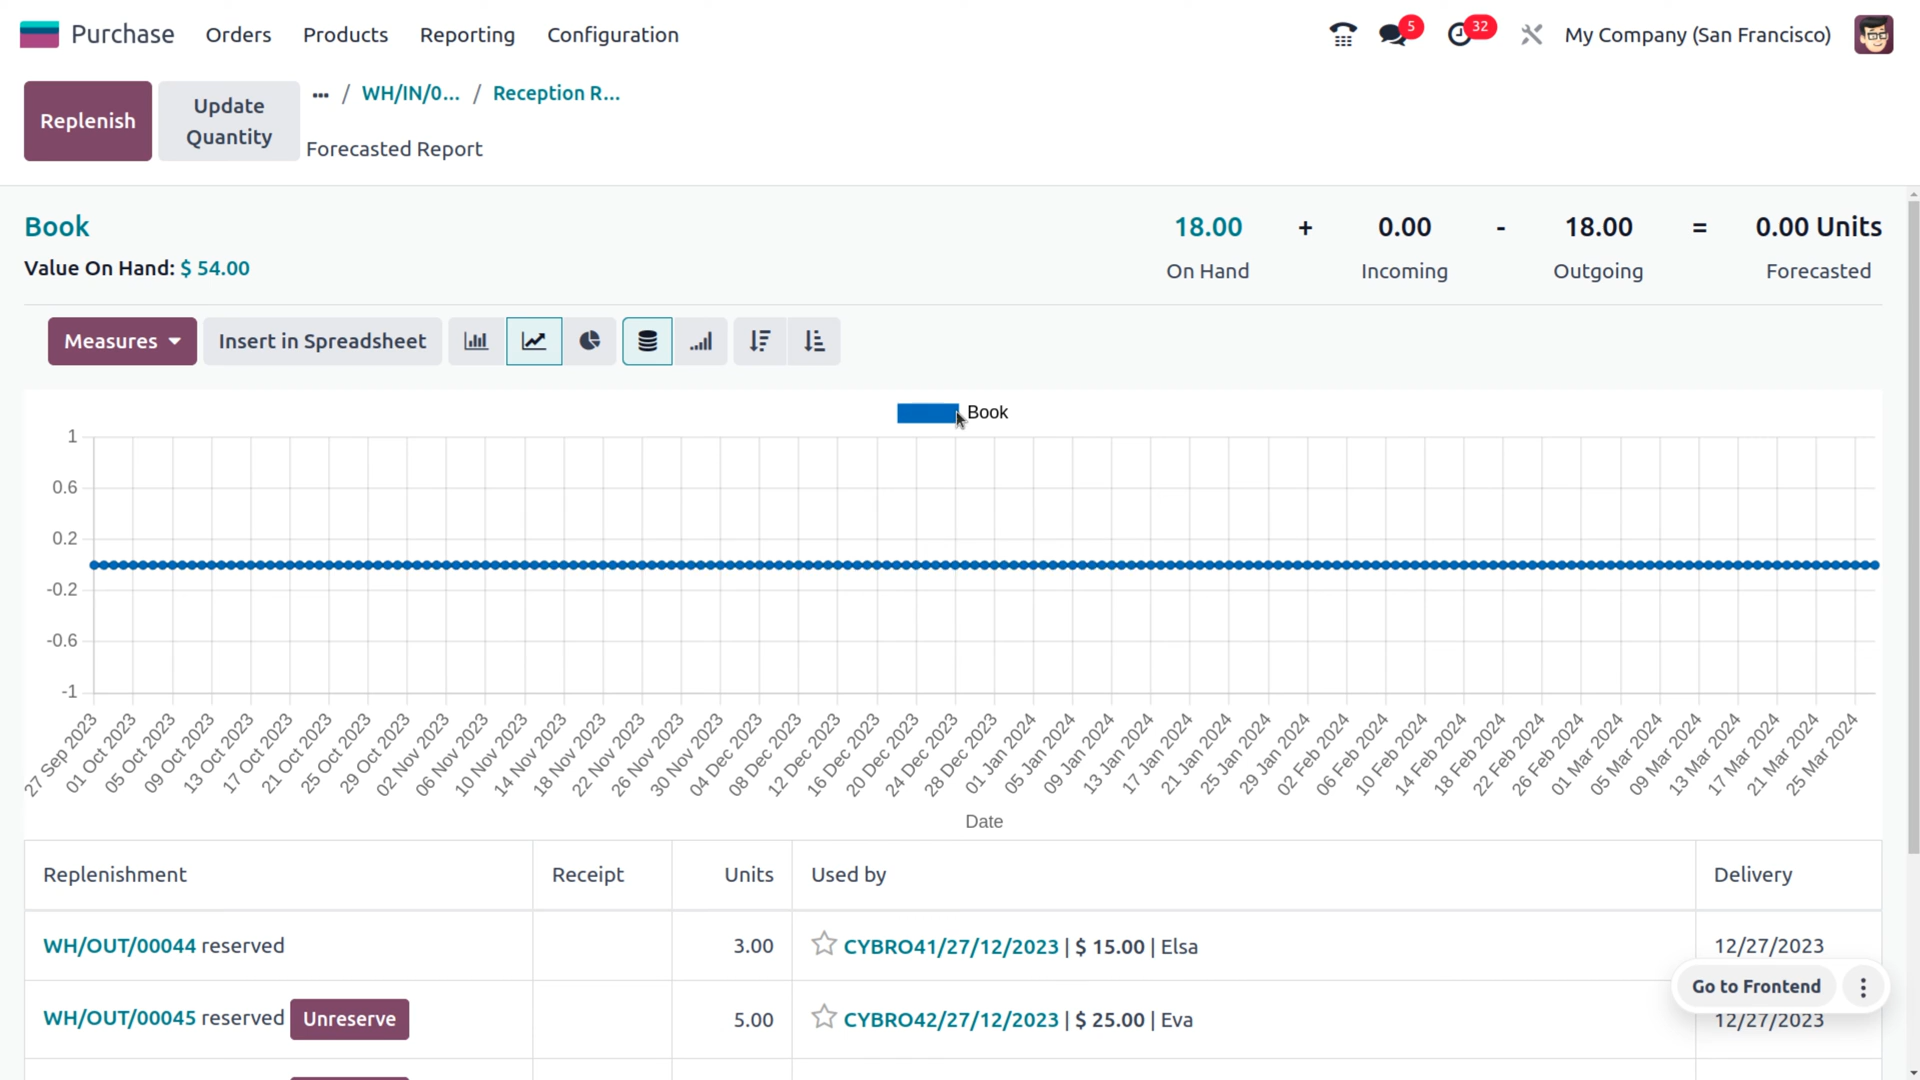 Purchase Orders Products Reporting Configuration 5 32 My Company (San Francisco)
Replenish Update Quantity ... / WH/IN/0... / Reception R...
Forecasted Report
Book 18.00 + 0.00 - 18.00 = 0.00 Units
Value On Hand: $ 54.00 On Hand Incoming Outgoing Forecasted
Measures Insert in Spreadsheet
Book
1
0.6
0.2
-0.2
-0.6
-1
27 Sep 2023 01 Oct 2023 05 Oct 2023 09 Oct 2023 13 Oct 2023 17 Oct 2023 21 Oct 2023 25 Oct 2023 29 Oct 2023 02 Nov 2023 06 Nov 2023 10 Nov 2023 14 Nov 2023 18 Nov 2023 22 Nov 2023 26 Nov 2023 30 Nov 2023 04 Dec 2023 08 Dec 2023 12 Dec 2023 16 Dec 2023 20 Dec 2023 24 Dec 2023 28 Dec 2023 01 Jan 2024 05 Jan 2024 09 Jan 2024 13 Jan 2024 17 Jan 2024 21 Jan 2024 25 Jan 2024 29 Jan 2024 02 Feb 2024 06 Feb 2024 10 Feb 2024 14 Feb 2024 18 Feb 2024 22 Feb 2024 26 Feb 2024 01 Mar 2024 05 Mar 2024 09 Mar 2024 13 Mar 2024 17 Mar 2024 21 Mar 2024 25 Mar 2024
Date
Replenishment Receipt Units Used by Delivery
WH/OUT/00044 reserved 3.00 CYBRO41/27/12/2023 | $ 15.00 | Elsa 12/27/2023
Go to Frontend
WH/OUT/00045 reserved Unreserve 5.00 CYBRO42/27/12/2023 | $ 25.00 | Eva 12/27/2023